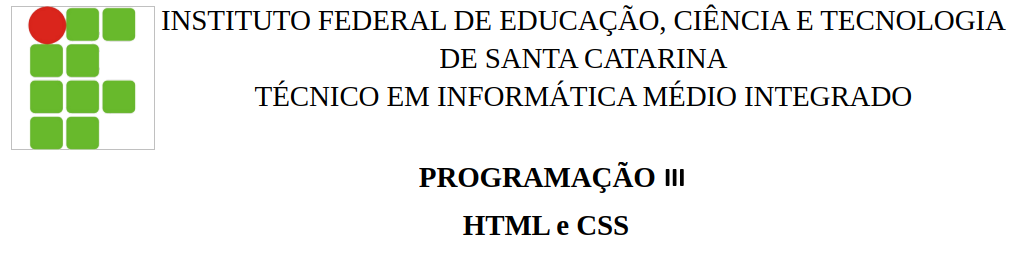 INSTITUTO FEDERAL DE EDUCAÇÃO, CIÊNCIA E TECNOLOGIA
DE SANTA CATARINA
TÉCNICO EM INFORMÁTICA MÉDIO INTEGRADO
PROGRAMAÇÃO III
HTML e CSS